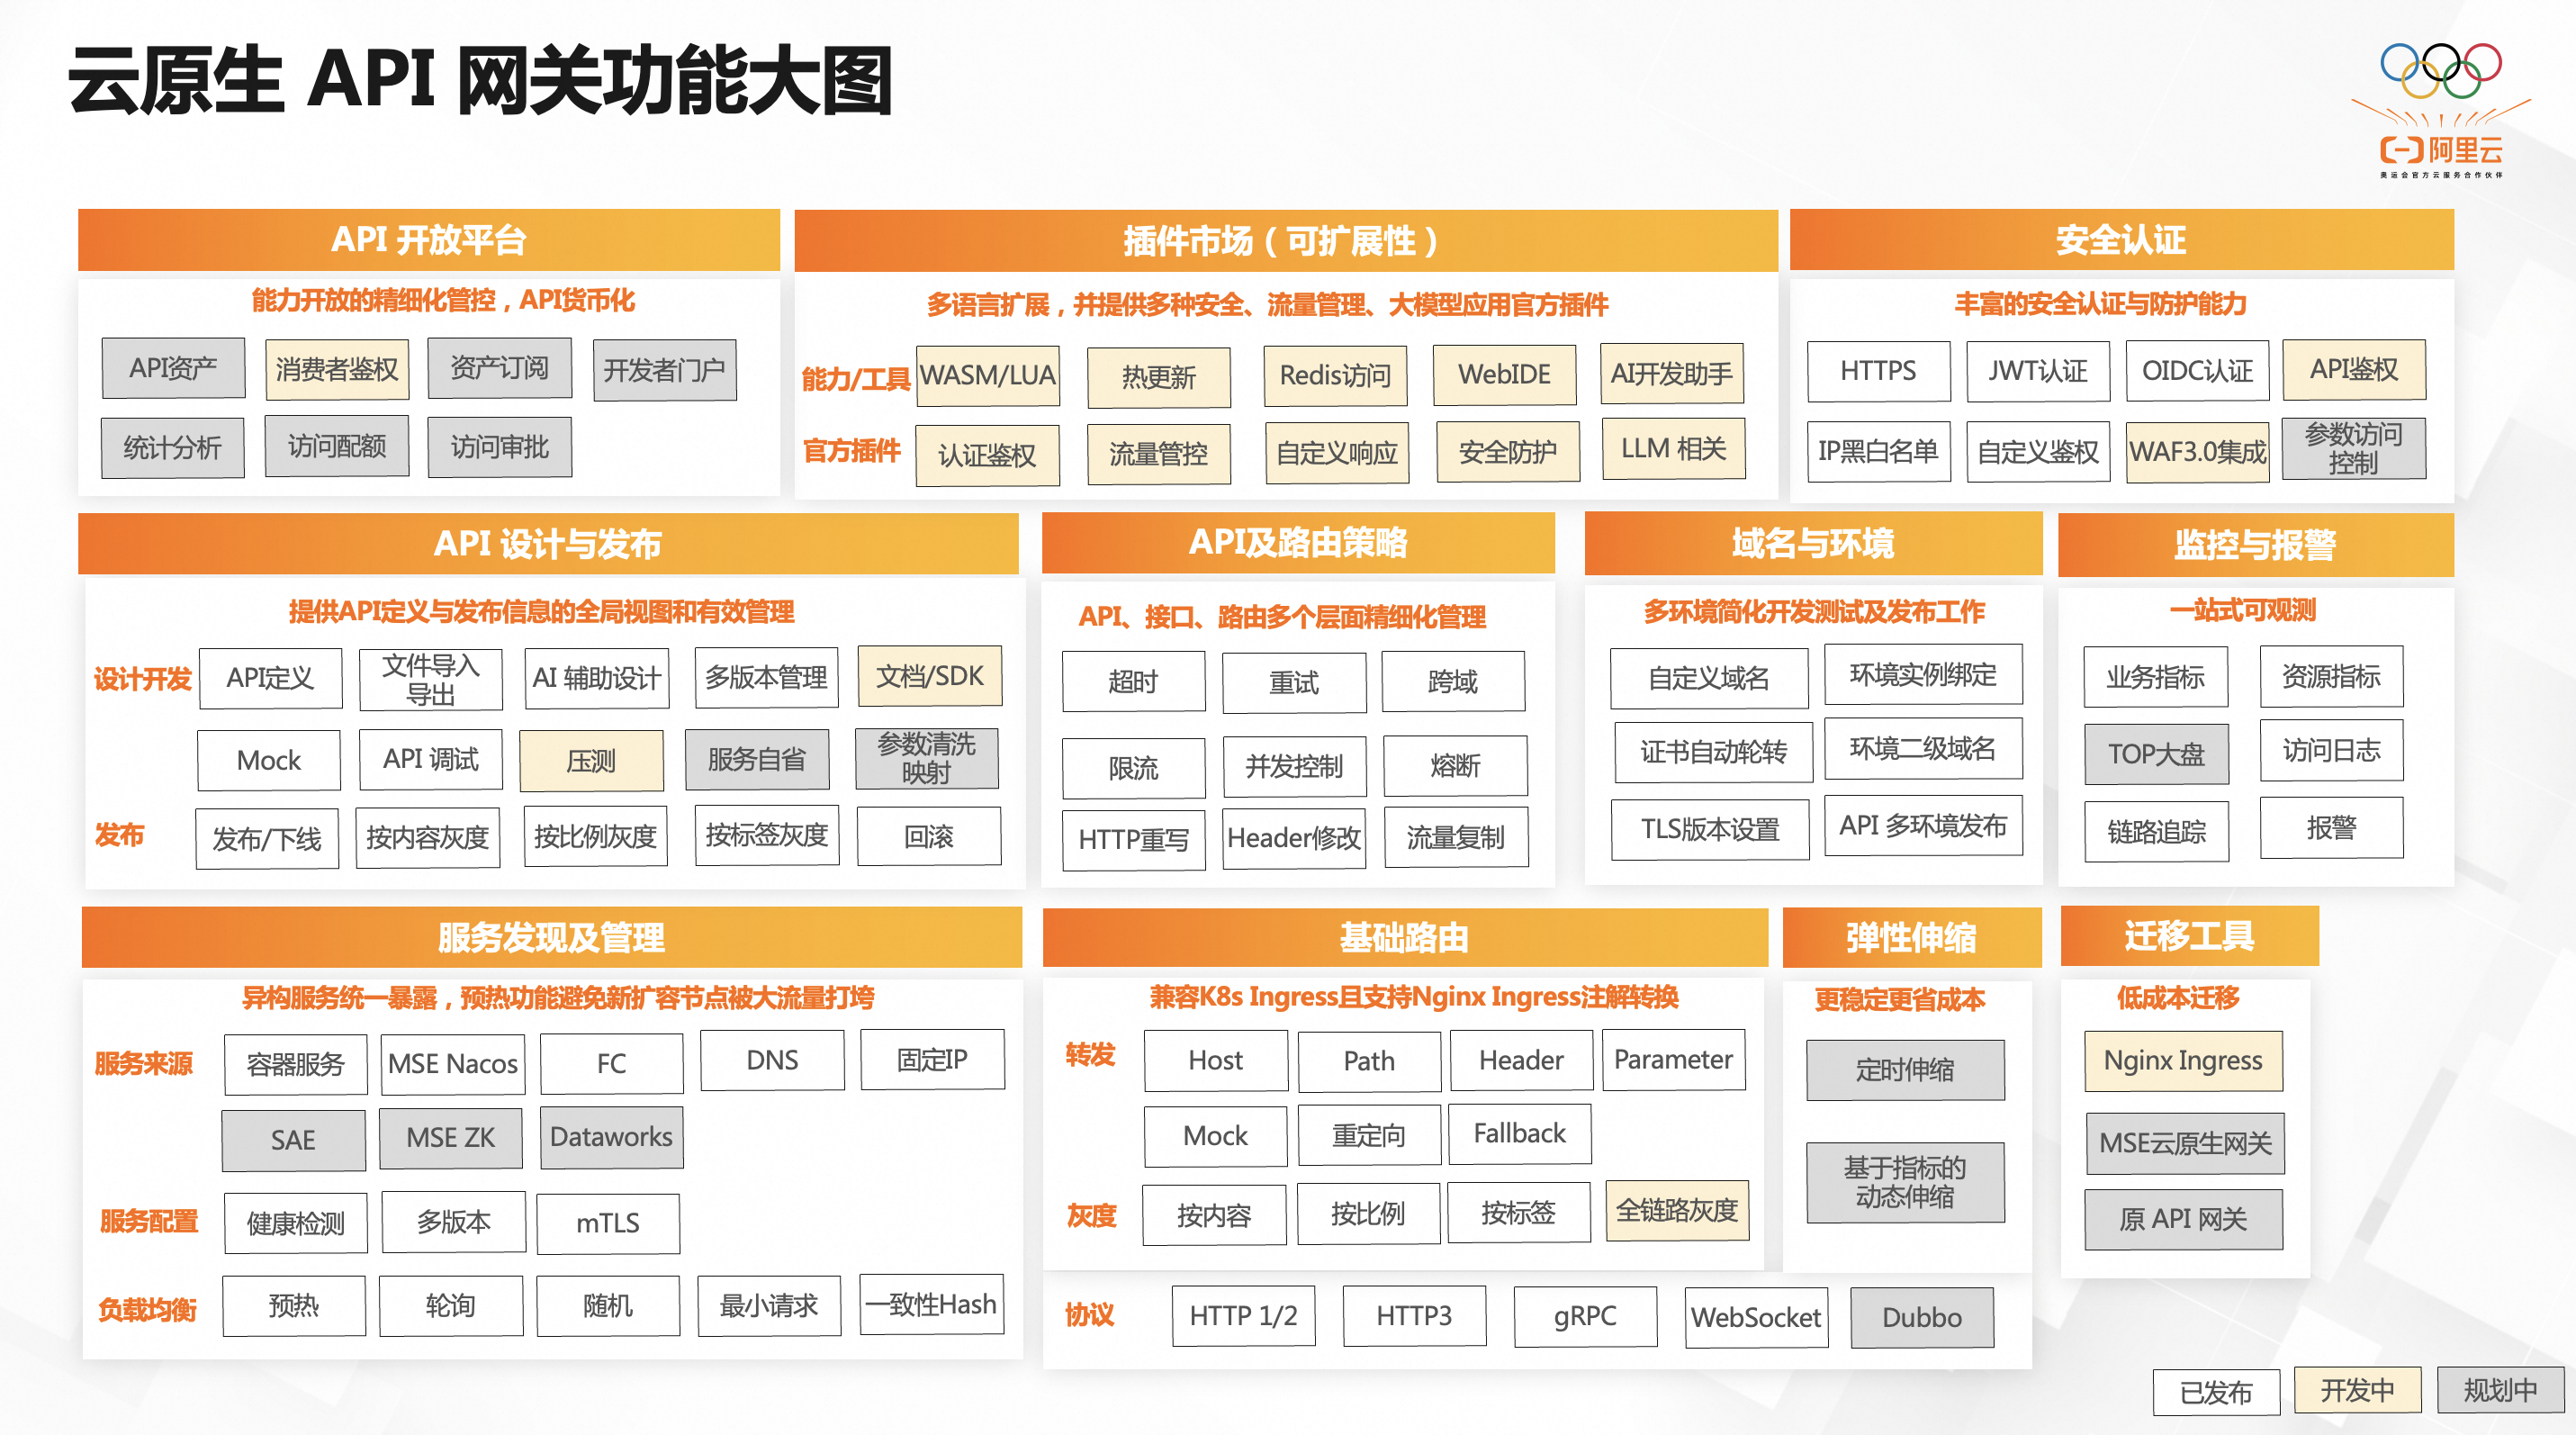 云原生 API 网关功能大图
阿里云
奥运会官方云服务合作伙伴
API 开放平台
能力开放的精细化管控，API货币化
API资产
消费者鉴权
资产订阅
开发者门户
统计分析
访问配额
访问审批
插件市场（可扩展性）
多语言扩展，并提供多种安全、流量管理、大模型应用官方插件
能力/工具
WASM/LUA
热更新
Redis访问
WebIDE
AI开发助手
官方插件
认证鉴权
流量管控
自定义响应
安全防护
LLM 相关
安全认证
丰富的安全认证与防护能力
HTTPS
JWT认证
OIDC认证
API鉴权
IP黑白名单
自定义鉴权
WAF3.0集成
参数访问
控制
API 设计与发布
提供API定义与发布信息的全局视图和有效管理
设计开发
API定义
文件导入
导出
AI 辅助设计
多版本管理
文档/SDK
Mock
API 调试
压测
服务自省
参数清洗
映射
发布
发布/下线
按内容灰度
按比例灰度
按标签灰度
回滚
API及路由策略
API、接口、路由多个层面精细化管理
超时
重试
跨域
限流
并发控制
熔断
HTTP重写
Header修改
流量复制
域名与环境
多环境简化开发测试及发布工作
自定义域名
环境实例绑定
证书自动轮转
环境二级域名
TLS版本设置
API 多环境发布
监控与报警
一站式可观测
业务指标
资源指标
TOP大盘
访问日志
链路追踪
报警
服务发现及管理
异构服务统一暴露，预热功能避免新扩容节点被大流量打垮
服务来源
容器服务
MSE Nacos
FC
DNS
固定IP
SAE
MSE ZK
Dataworks
服务配置
健康检测
多版本
mTLS
负载均衡
预热
轮询
随机
最小请求
一致性Hash
基础路由
兼容K8s Ingress且支持Nginx Ingress注解转换
转发
Host
Path
Header
Parameter
Mock
重定向
Fallback
灰度
按内容
按比例
按标签
全链路灰度
协议
HTTP 1/2
HTTP3
gRPC
WebSocket
Dubbo
弹性伸缩
更稳定更省成本
定时伸缩
基于指标的
动态伸缩
迁移工具
低成本迁移
Nginx Ingress
MSE云原生网关
原 API 网关
已发布
开发中
规划中